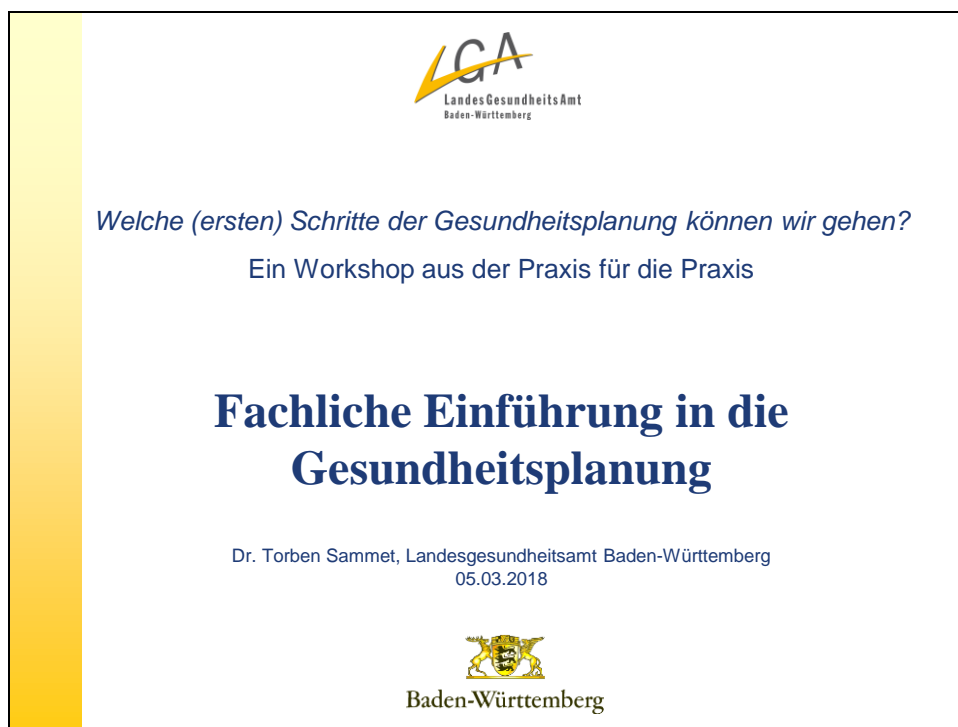 LGA
LandesGesundheitsAmt
Baden-Württemberg
Welche (ersten) Schritte der Gesundheitsplanung können wir gehen?
Ein Workshop aus der Praxis für die Praxis
Fachliche Einführung in die
Gesundheitsplanung
Dr. Torben Sammet, Landesgesundheitsamt Baden-Württemberg
05.03.2018
Baden-Württemberg